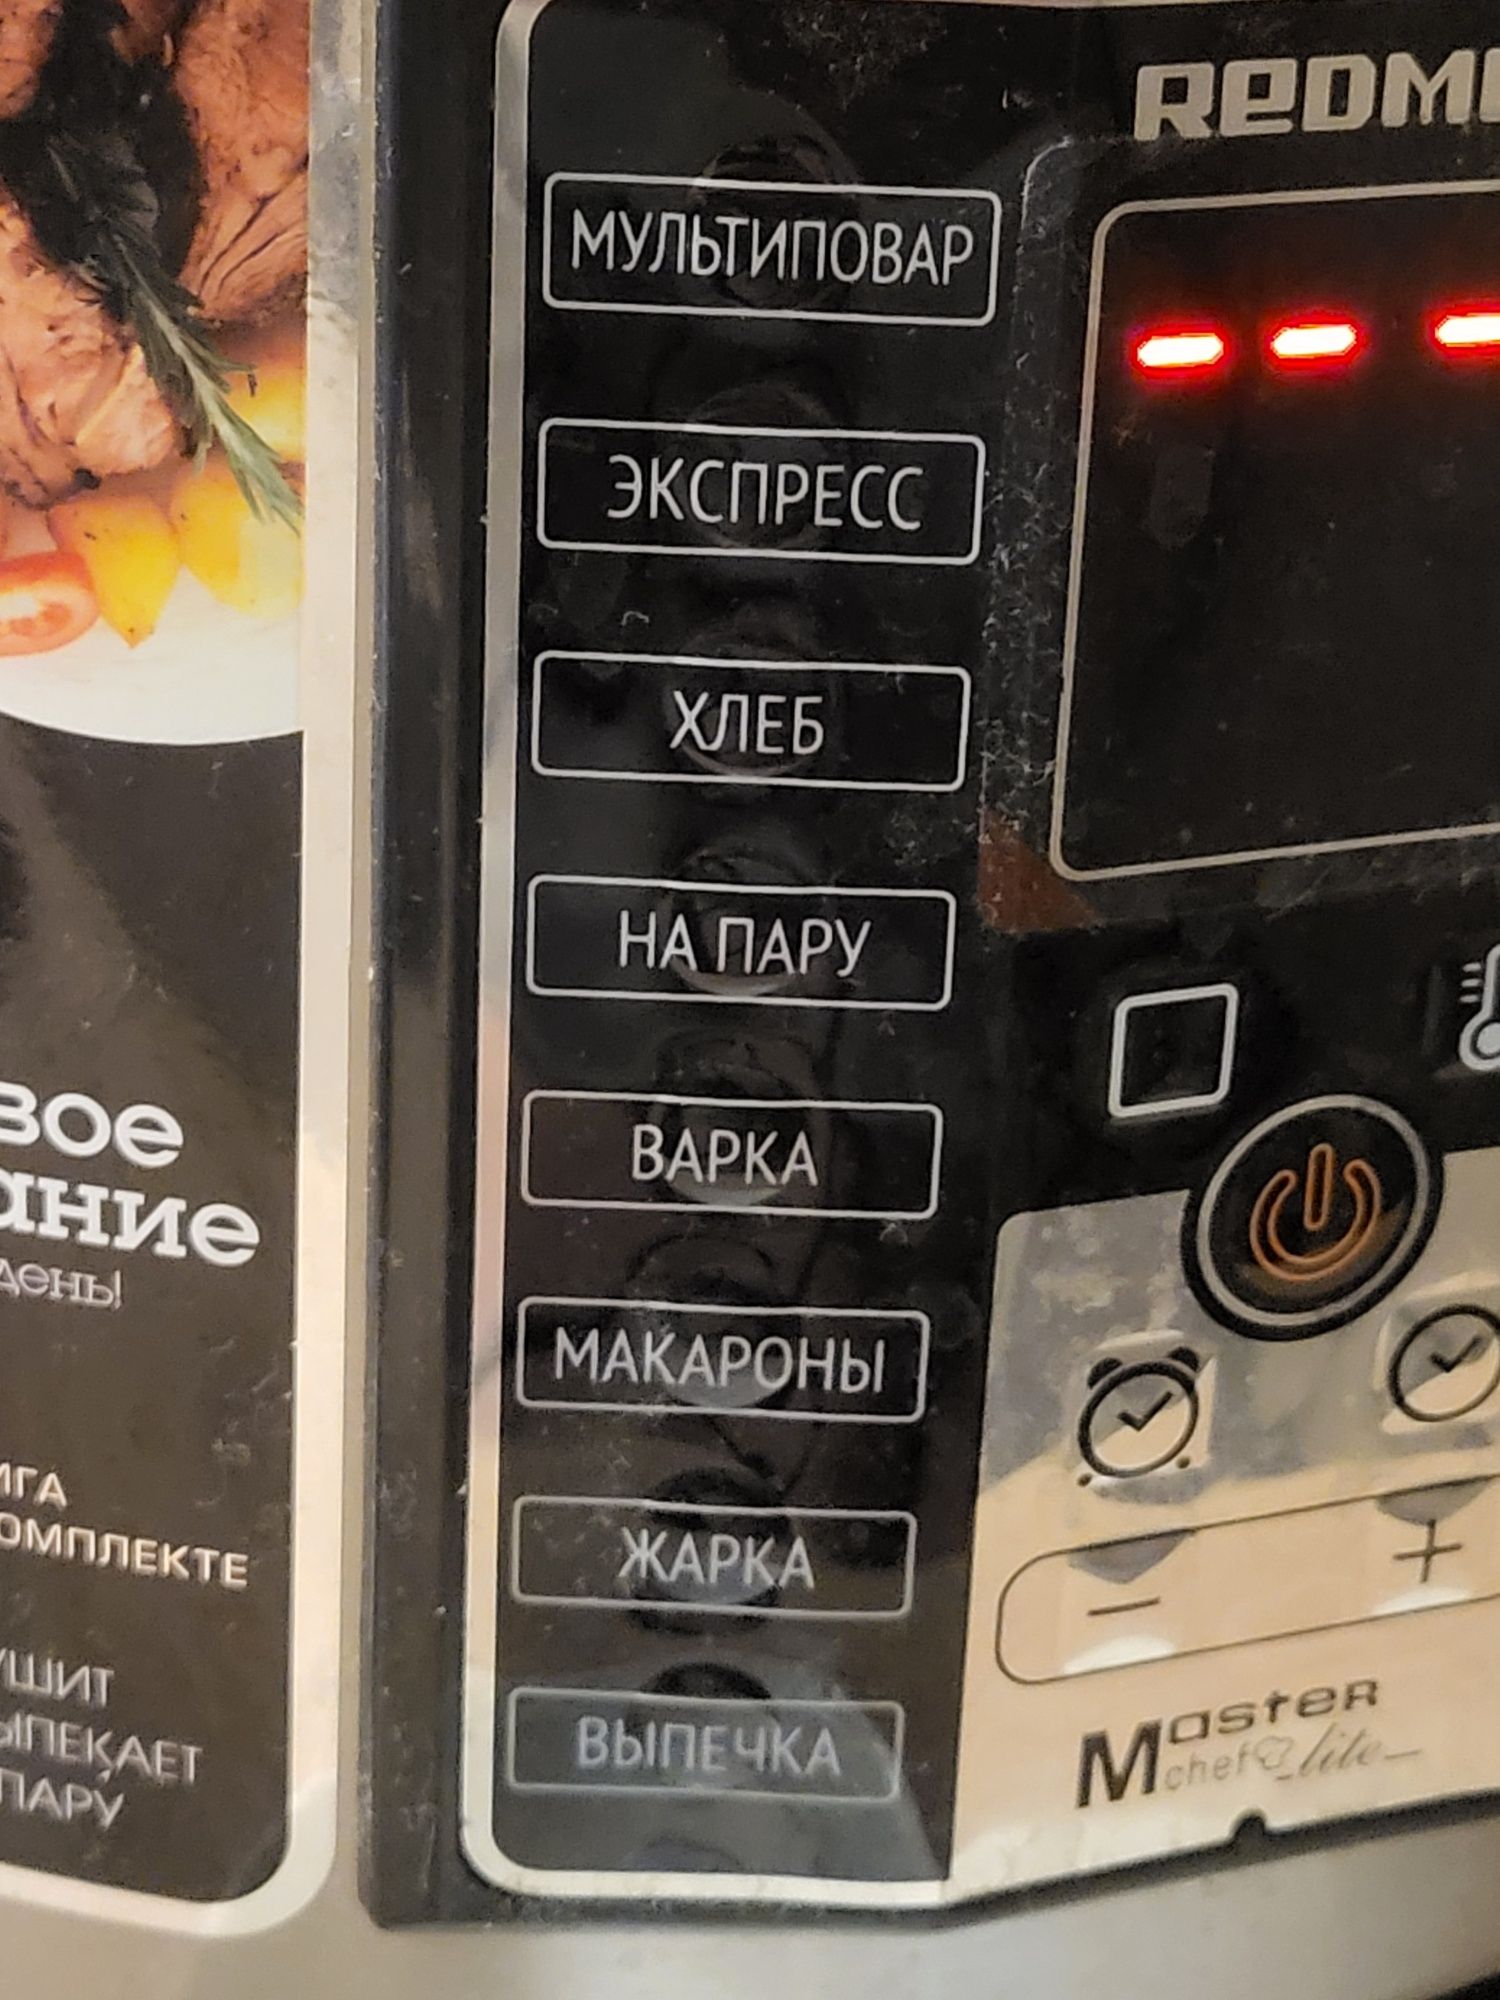 REDM
МУЛЬТИПОВАР
ЭКСПРЕСС
ХЛЕБ
НА ПАРУ
ВАРКА
МАКАРОНЫ
ЖАРКА
ВЫПЕЧКА
Master
chef lite
вое
ание
день!
ИГА
ОМПЛЕКТЕ
УШИТ
ЫПЕКАЕТ
ПАРУ